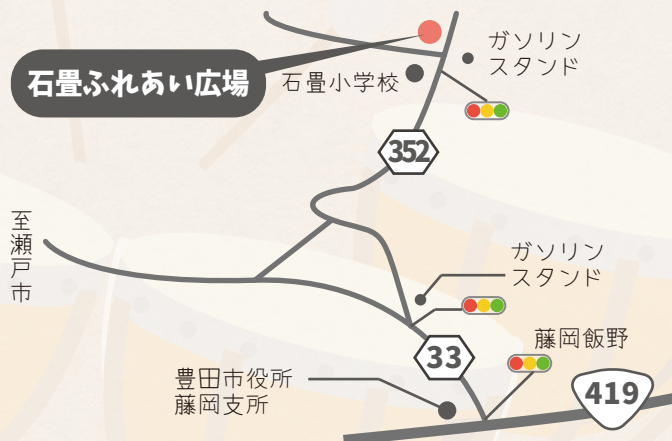 ガソリン
スタンド
石畳ふれあい広場
石畳小学校
352
至瀬戸市
ガソリン
スタンド
藤岡飯野
33
豊田市役所
藤岡支所
419